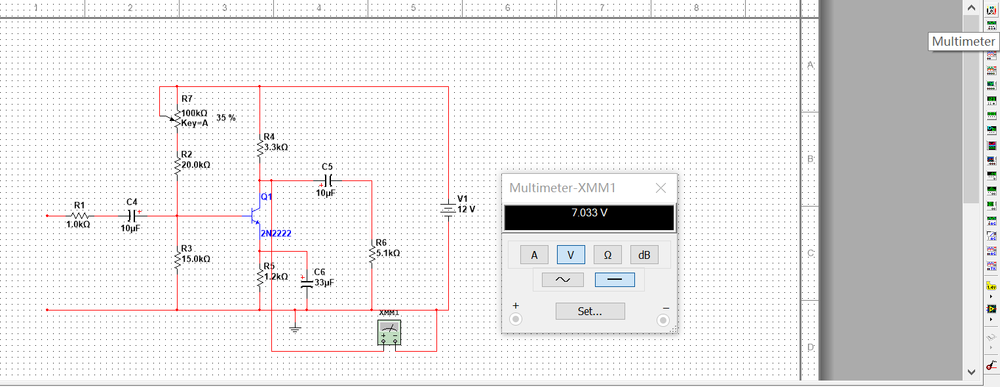 1 2 3 4 5 6 7 8
Multimeter
A
R7
100kΩ
Key=A
35 %
R4
3.3kΩ
R2
20.0kΩ
B
C5
10µF
Multimeter-XMM1
Q1
V1
12 V
R1
1.0kΩ
C4
10µF
7.033 V
2N2222
R3
15.0kΩ
R6
5.1kΩ
C
A V Ω dB
R5
1.2kΩ
C6
33µF
+ −
Set...
XMM1
D